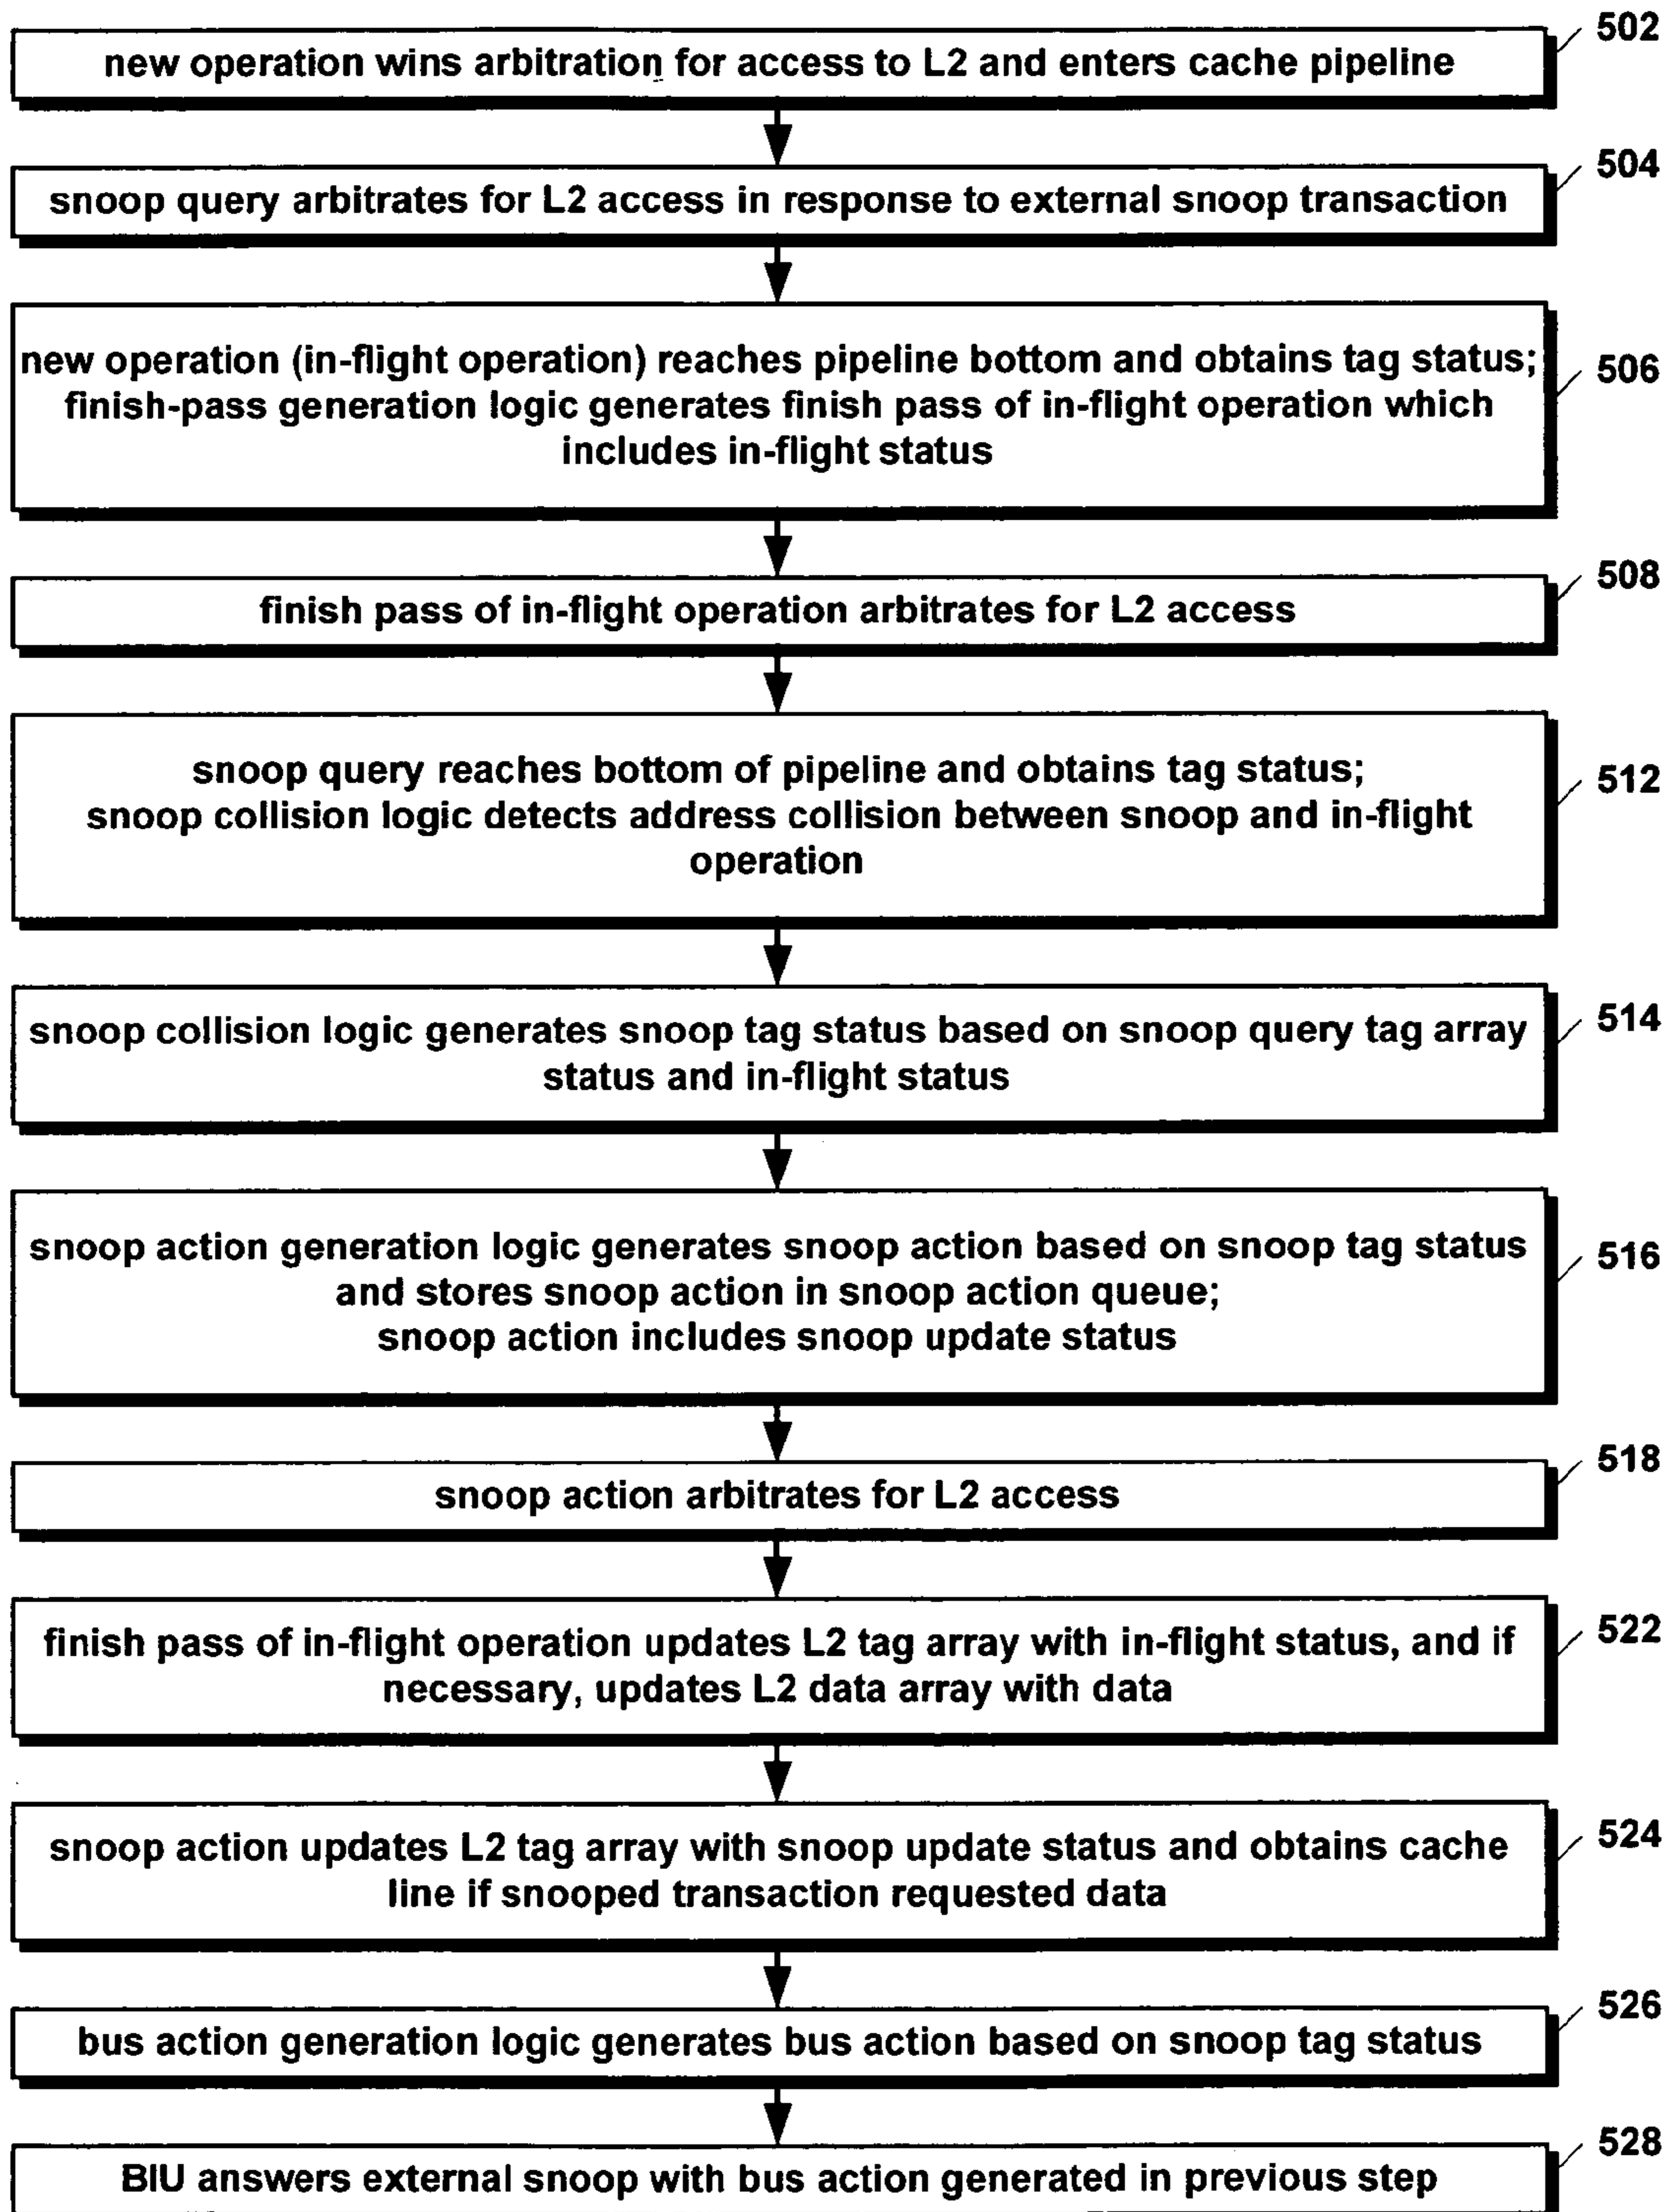 502
new operation wins arbitration for access to L2 and enters cache pipeline
504
snoop query arbitrates for L2 access in response to external snoop transaction
506
new operation (in-flight operation) reaches pipeline bottom and obtains tag status;
finish-pass generation logic generates finish pass of in-flight operation which
includes in-flight status
508
finish pass of in-flight operation arbitrates for L2 access
512
snoop query reaches bottom of pipeline and obtains tag status;
snoop collision logic detects address collision between snoop and in-flight
operation
514
snoop collision logic generates snoop tag status based on snoop query tag array
status and in-flight status
516
snoop action generation logic generates snoop action based on snoop tag status
and stores snoop action in snoop action queue;
snoop action includes snoop update status
518
snoop action arbitrates for L2 access
522
finish pass of in-flight operation updates L2 tag array with in-flight status, and if
necessary, updates L2 data array with data
524
snoop action updates L2 tag array with snoop update status and obtains cache
line if snooped transaction requested data
526
bus action generation logic generates bus action based on snoop tag status
528
BIU answers external snoop with bus action generated in previous step